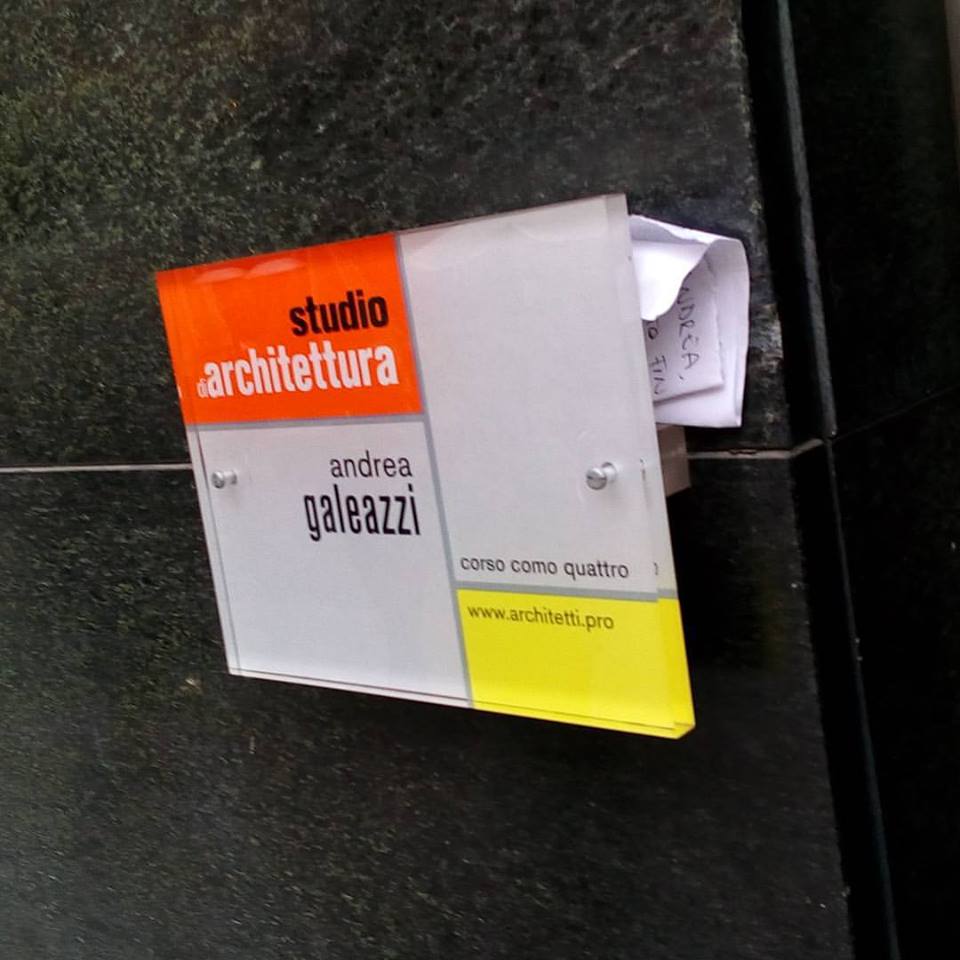 studio
di architettura
andrea
galeazzi
corso como quattro
www.architetti.pro